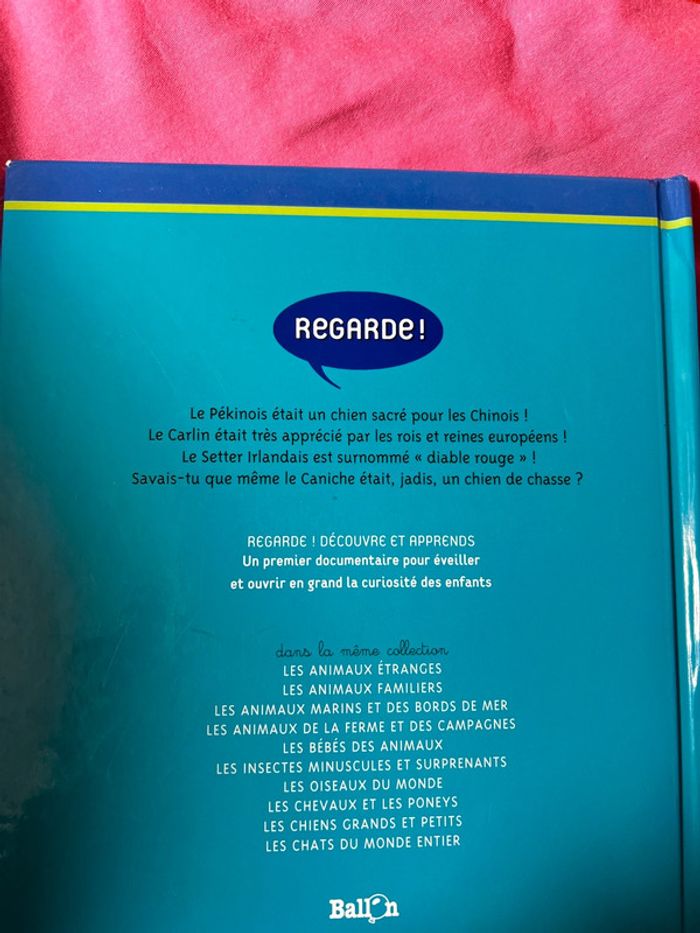 REGARDE !
Le Pékinois était un chien sacré pour les Chinois !
Le Carlin était très apprécié par les rois et reines européens !
Le Setter Irlandais est surnommé « diable rouge » !
Savais-tu que même le Caniche était, jadis, un chien de chasse ?
REGARDE ! DÉCOUVRE ET APPRENDS
Un premier documentaire pour éveiller
et ouvrir en grand la curiosité des enfants
dans la même collection
LES ANIMAUX ÉTRANGES
LES ANIMAUX FAMILIERS
LES ANIMAUX MARINS ET DES BORDS DE MER
LES ANIMAUX DE LA FERME ET DES CAMPAGNES
LES BÉBÉS DES ANIMAUX
LES INSECTES MINUSCULES ET SURPRENANTS
LES OISEAUX DU MONDE
LES CHEVAUX ET LES PONEYS
LES CHIENS GRANDS ET PETITS
LES CHATS DU MONDE ENTIER
Ballon